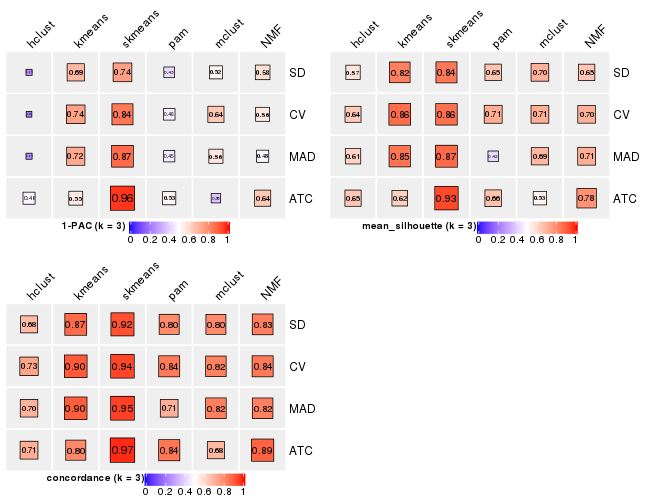 hclust kmeans skmeans pam mclust NMF
0.69 0.74 0.43 0.52 0.58 SD
0.74 0.84 0.46 0.64 0.56 CV
0.72 0.87 0.45 0.56 0.48 MAD
0.41 0.55 0.96 0.53 0.64 ATC
1-PAC (k = 3)
0 0.2 0.4 0.6 0.8 1
hclust kmeans skmeans pam mclust NMF
0.57 0.82 0.84 0.65 0.70 0.65 SD
0.64 0.86 0.86 0.71 0.71 0.70 CV
0.61 0.85 0.87 0.42 0.69 0.71 MAD
0.65 0.62 0.93 0.66 0.53 0.78 ATC
mean_silhouette (k = 3)
0 0.2 0.4 0.6 0.8 1
hclust kmeans skmeans pam mclust NMF
0.68 0.87 0.92 0.80 0.80 0.83 SD
0.73 0.90 0.94 0.84 0.82 0.84 CV
0.70 0.90 0.95 0.71 0.82 0.82 MAD
0.71 0.80 0.97 0.84 0.68 0.89 ATC
concordance (k = 3)
0 0.2 0.4 0.6 0.8 1